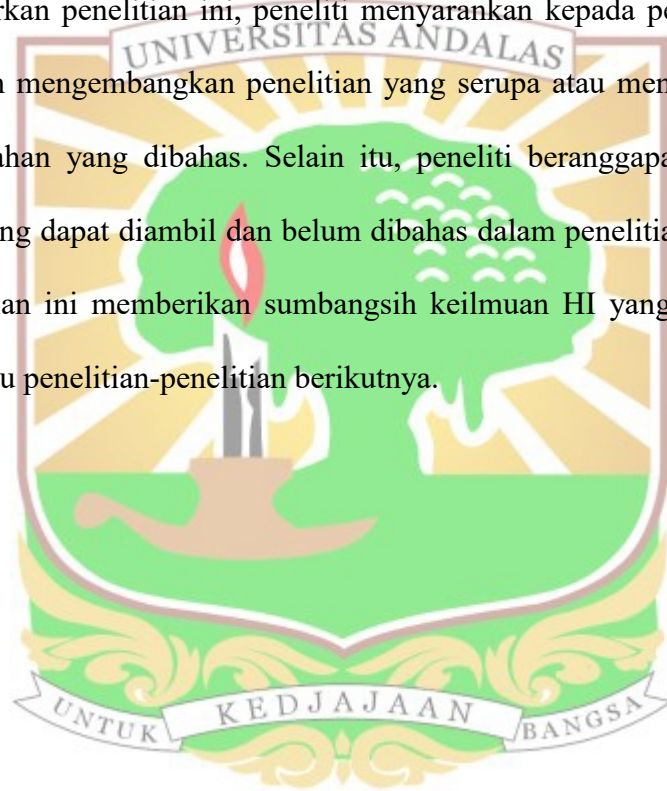 rkan penelitian ini, peneliti menyarankan kepada pe
UNIVERSITAS ANDALAS
n mengembangkan penelitian yang serupa atau men
ahan yang dibahas. Selain itu, peneliti beranggapa
ng dapat diambil dan belum dibahas dalam penelitia
an ini memberikan sumbangsih keilmuan HI yang
u penelitian-penelitian berikutnya.
UNTUK KEDJAJAAN BANGSA